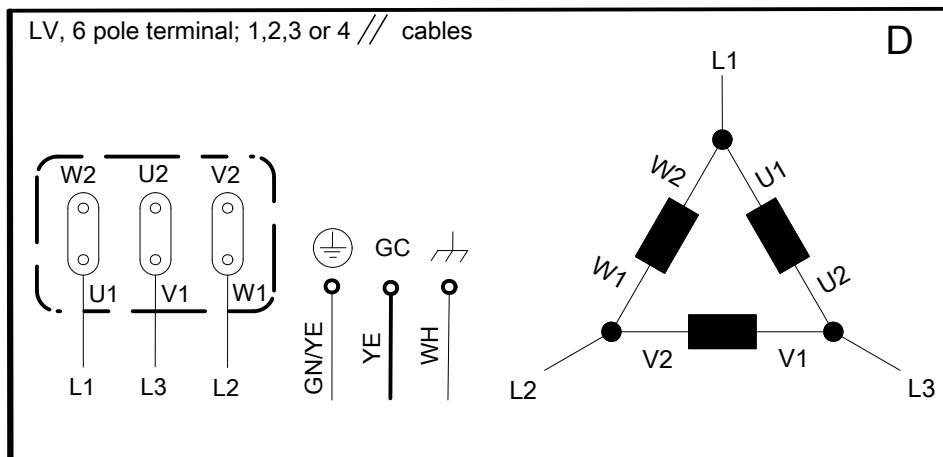 LV, 6 pole terminal; 1,2,3 or 4 // cables
D
W2 U2 V2
U1 V1 W1
L1 L3 L2
GC
GN/YE YE WH
L1
W2 U1
W1 U2
V2 V1
L2 L3